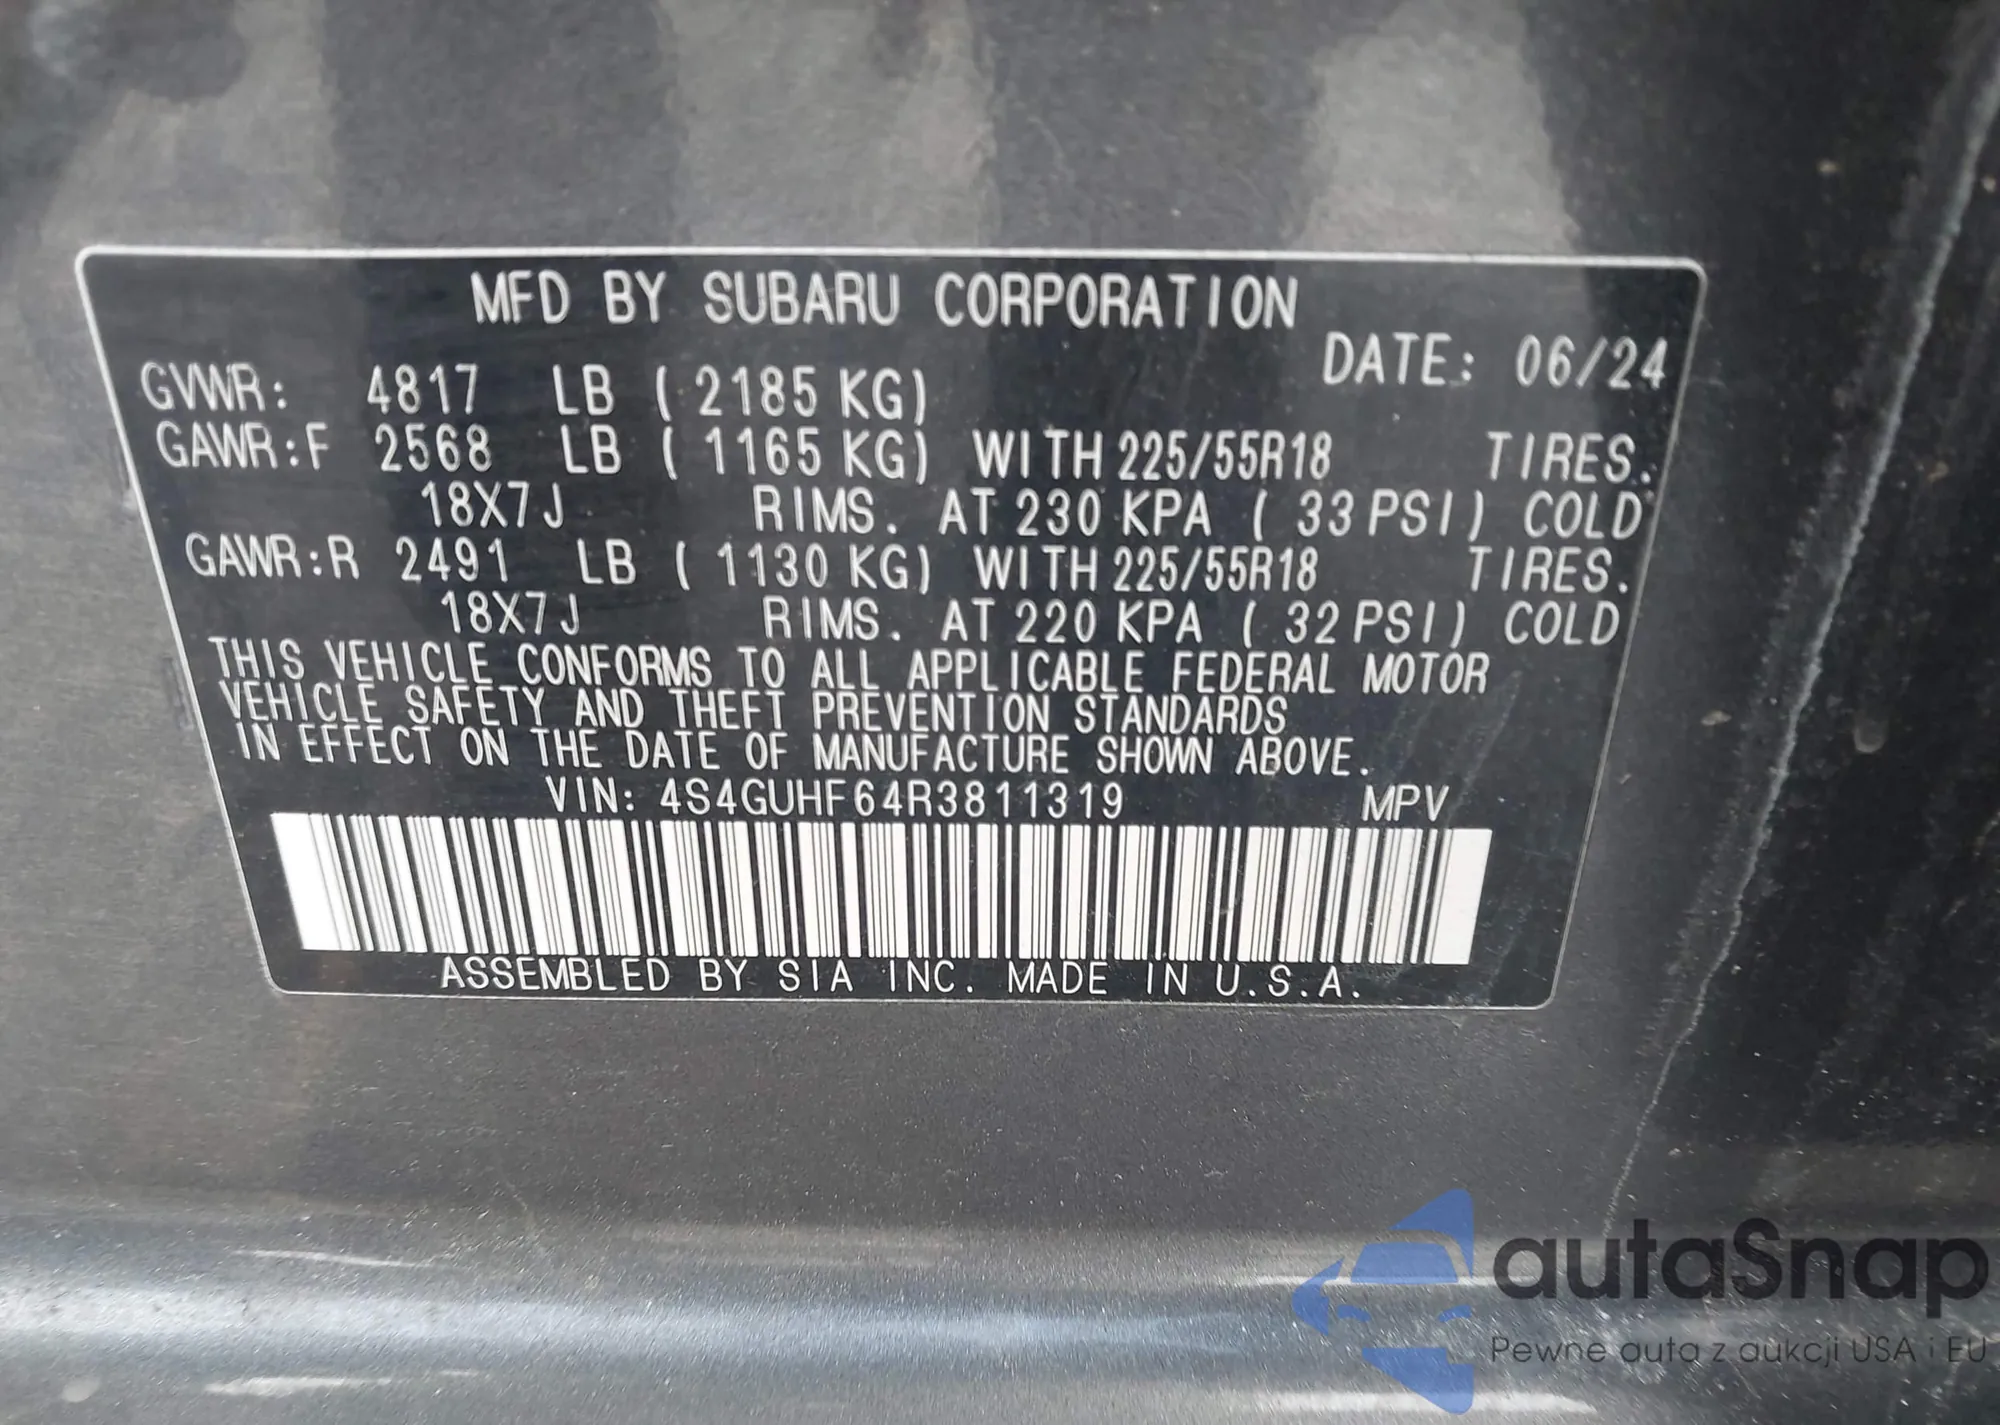 MFD BY SUBARU CORPORATION
DATE: 06/24
GVWR: 4817 LB ( 2185 KG)
GAWR:F 2568 LB ( 1165 KG) WITH 225/55R18 TIRES.
18X7J RIMS. AT 230 KPA ( 33 PSI) COLD
GAWR:R 2491 LB ( 1130 KG) WITH 225/55R18 TIRES.
18X7J RIMS. AT 220 KPA ( 32 PSI) COLD
THIS VEHICLE CONFORMS TO ALL APPLICABLE FEDERAL MOTOR
VEHICLE SAFETY AND THEFT PREVENTION STANDARDS
IN EFFECT ON THE DATE OF MANUFACTURE SHOWN ABOVE.
VIN: 4S4GUHF64R3811319 MPV
ASSEMBLED BY SIA INC. MADE IN U.S.A.
autaSnap
Pewne auta z aukcji USA i EU